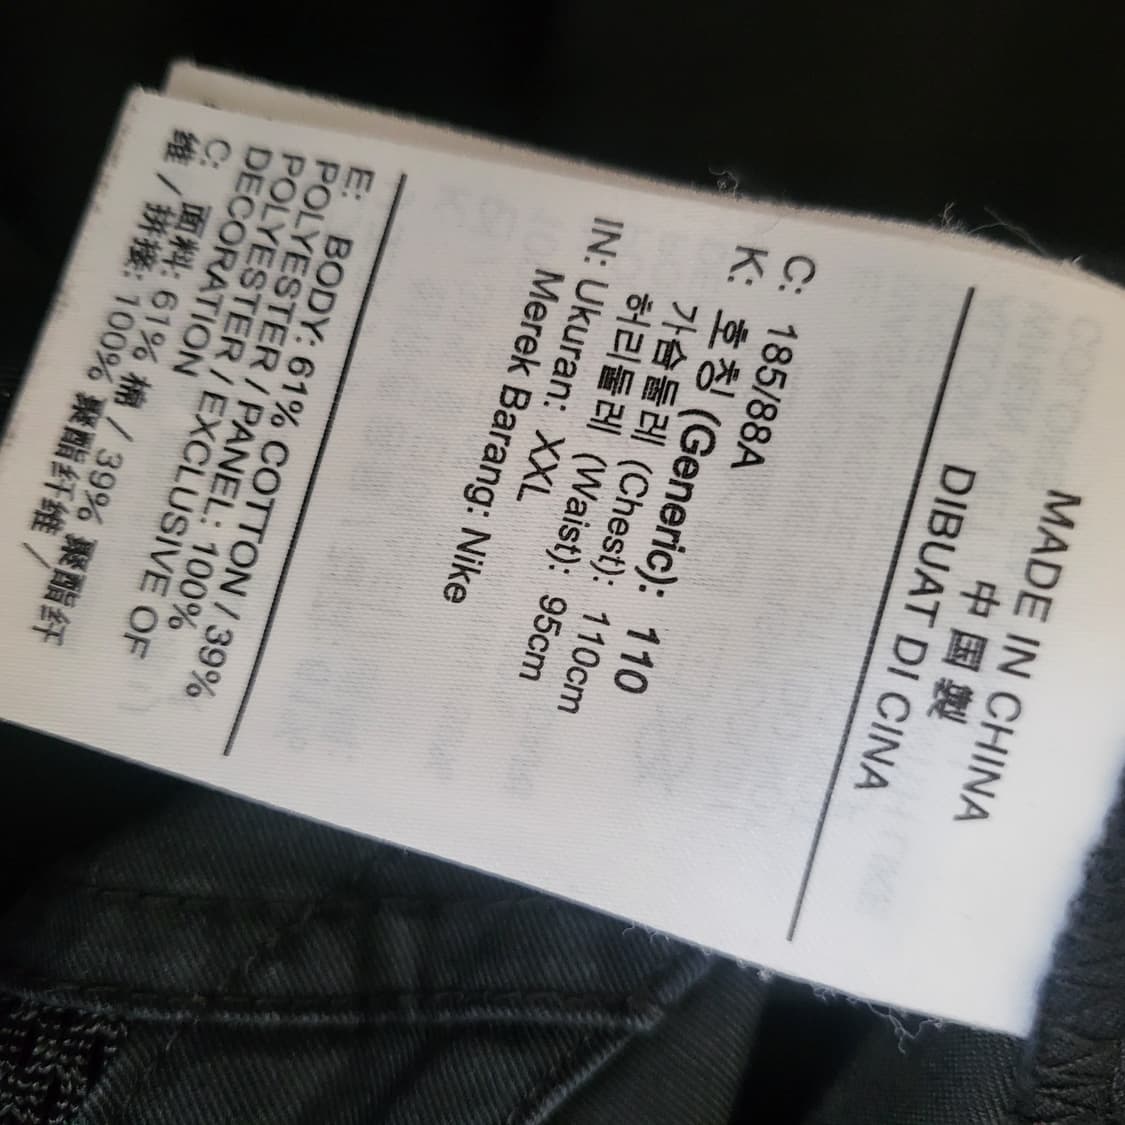 MADE IN CHINA
中 国 製
DIBUAT DI CINA
C: 185/88A
K: 호칭 (Generic): 110
가슴둘레 (Chest): 110cm
허리둘레 (Waist): 95cm
IN: Ukuran: XXL
Merek Barang: Nike
E: BODY: 61% COTTON / 39%
POLYESTER / PANEL: 100%
POLYESTER / EXCLUSIVE OF
DECORATION
C: 面料: 61% 棉 / 39% 聚酯纤
维 / 拼接: 100% 聚酯纤维 /